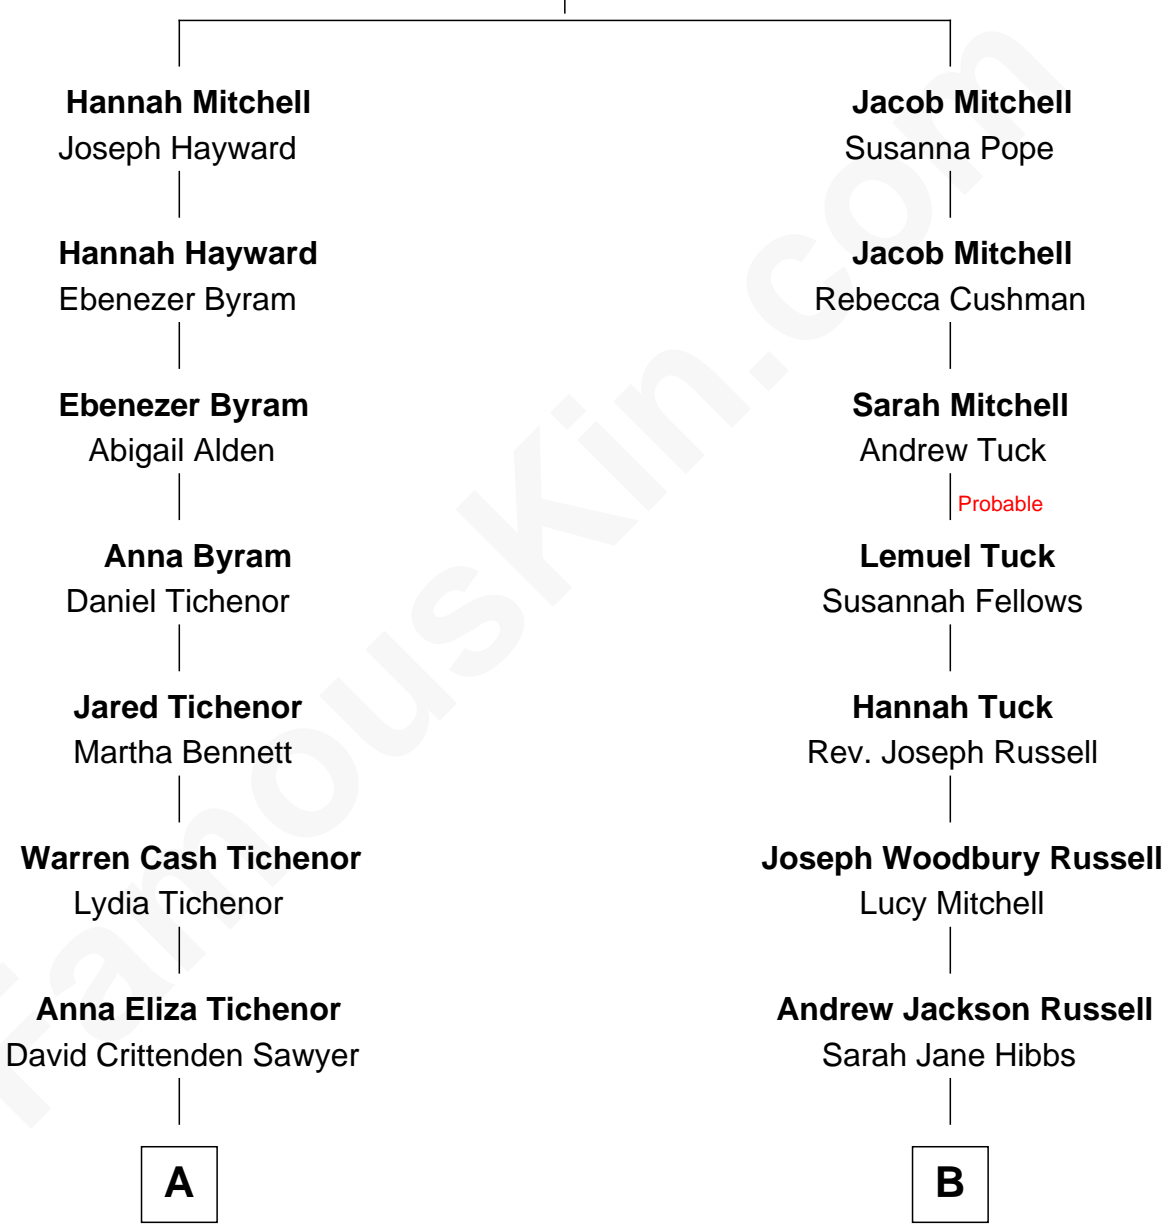 Hannah Mitchell
Joseph Hayward
Hannah Hayward
Ebenezer Byram
Ebenezer Byram
Abigail Alden
Anna Byram
Daniel Tichenor
Jared Tichenor
Martha Bennett
Warren Cash Tichenor
Lydia Tichenor
Anna Eliza Tichenor
David Crittenden Sawyer
A
Jacob Mitchell
Susanna Pope
Jacob Mitchell
Rebecca Cushman
Sarah Mitchell
Andrew Tuck
Probable
Lemuel Tuck
Susannah Fellows
Hannah Tuck
Rev. Joseph Russell
Joseph Woodbury Russell
Lucy Mitchell
Andrew Jackson Russell
Sarah Jane Hibbs
B
FamousKin.com